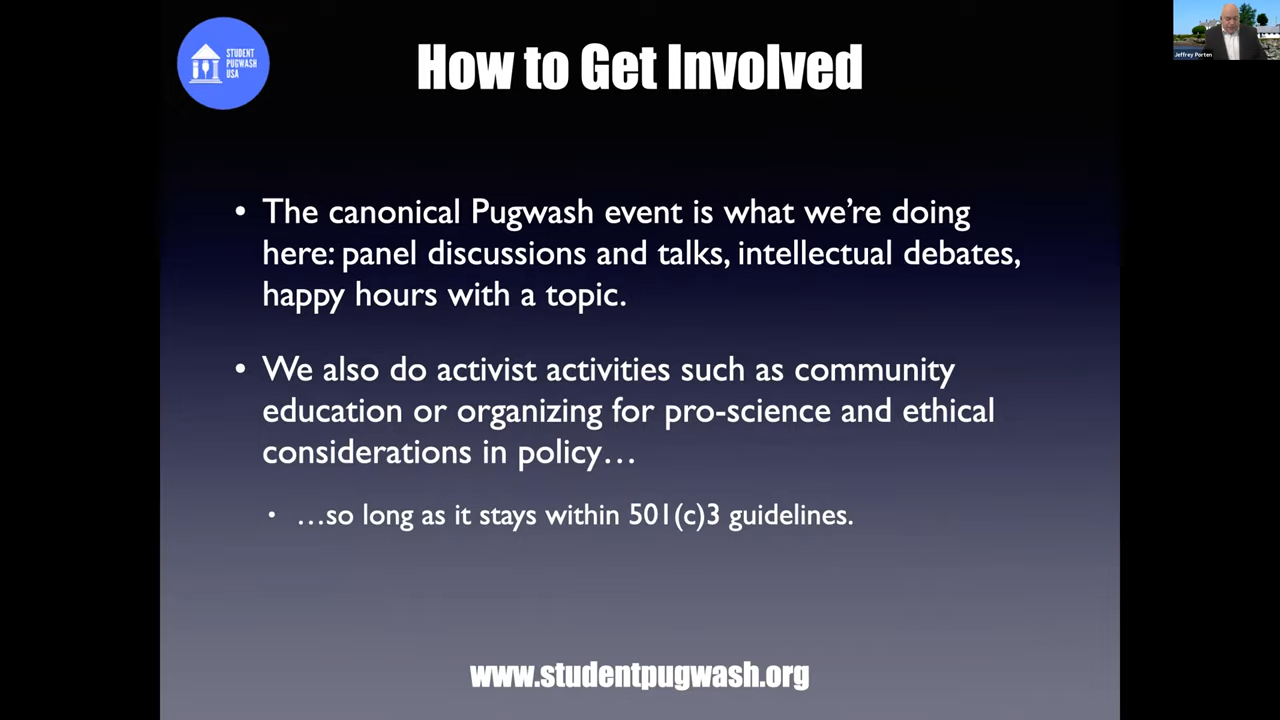 STUDENT
PUGWASH
USA
How to Get Involved
Jeffrey Porten
• The canonical Pugwash event is what we’re doing
here: panel discussions and talks, intellectual debates,
happy hours with a topic.
• We also do activist activities such as community
education or organizing for pro-science and ethical
considerations in policy…
• …so long as it stays within 501(c)3 guidelines.
www.studentpugwash.org